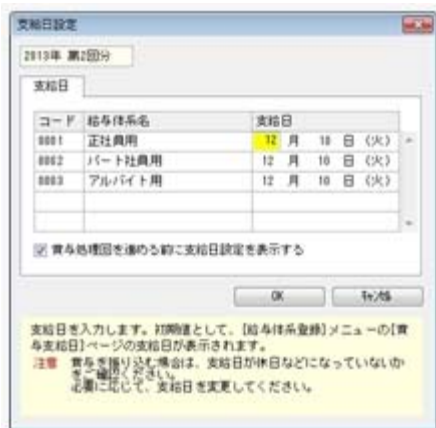 支給日設定
2013年 第2回分
支給日
コード 給与体系名 支給日
0001 正社員用 12 月 10 日 (火)
0002 パート社員用 12 月 10 日 (火)
0003 アルバイト用 12 月 10 日 (火)
賞与処理回を進める前に支給日設定を表示する
OK キャンセル
支給日を入力します。初期値として、[給与体系登録]メニューの[賞
与支給日]ページの支給日が表示されます。
注意 賞与を振り込む場合は、支給日が休日などになっていないか
をご確認ください。
必要に応じて、支給日を変更してください。